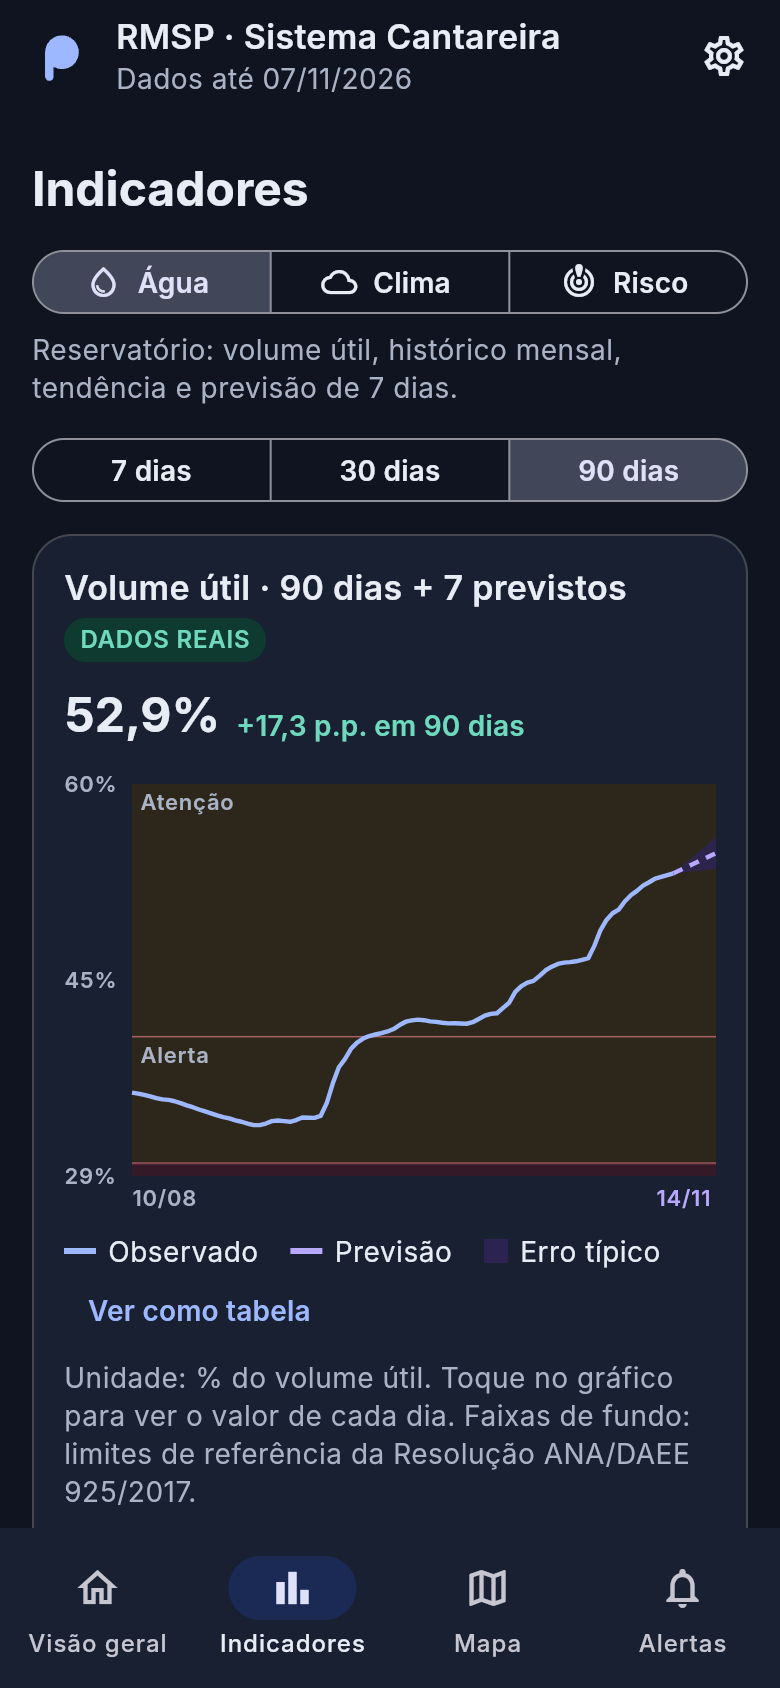 RMSP · Sistema Cantareira
Dados até 07/11/2026
Indicadores
Água
Clima
Risco
Reservatório: volume útil, histórico mensal,
tendência e previsão de 7 dias.
7 dias
30 dias
90 dias
Volume útil · 90 dias + 7 previstos
DADOS REAIS
52,9% +17,3 p.p. em 90 dias
60%
Atenção
45%
Alerta
29%
10/08
14/11
Observado
Previsão
Erro típico
Ver como tabela
Unidade: % do volume útil. Toque no gráfico
para ver o valor de cada dia. Faixas de fundo:
limites de referência da Resolução ANA/DAEE
925/2017.
Visão geral
Indicadores
Mapa
Alertas